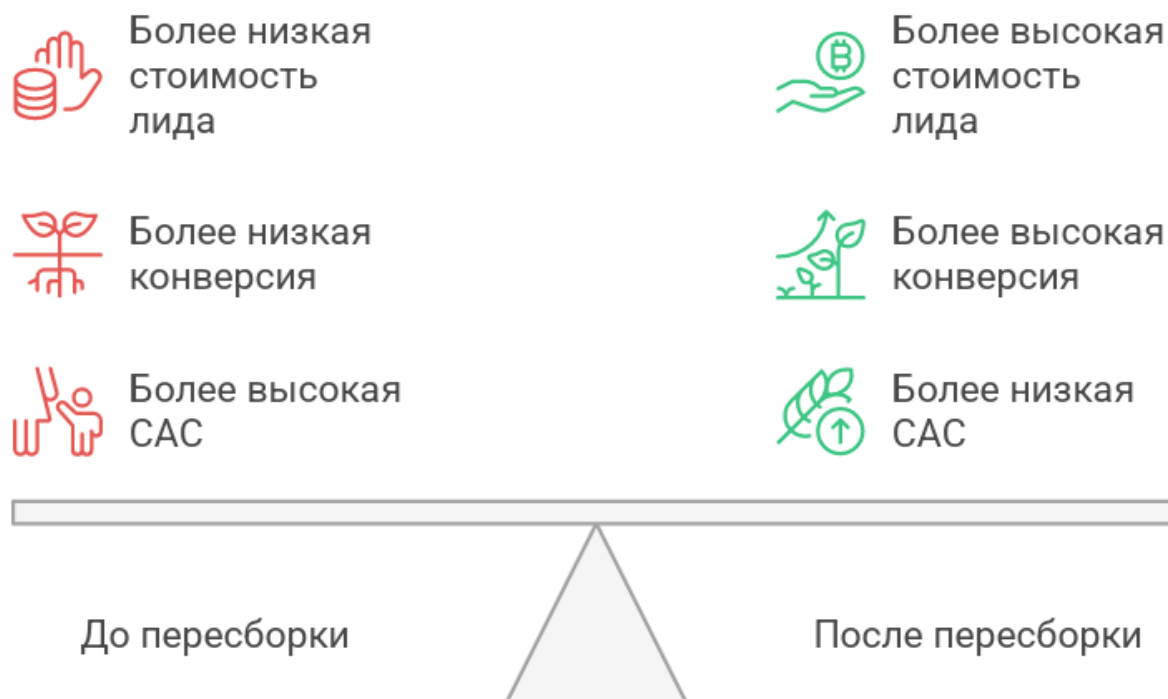 Более низкая
стоимость
лида
Более низкая
конверсия
Более высокая
CAC
Более высокая
стоимость
лида
Более высокая
конверсия
Более низкая
CAC
До пересборки
После пересборки